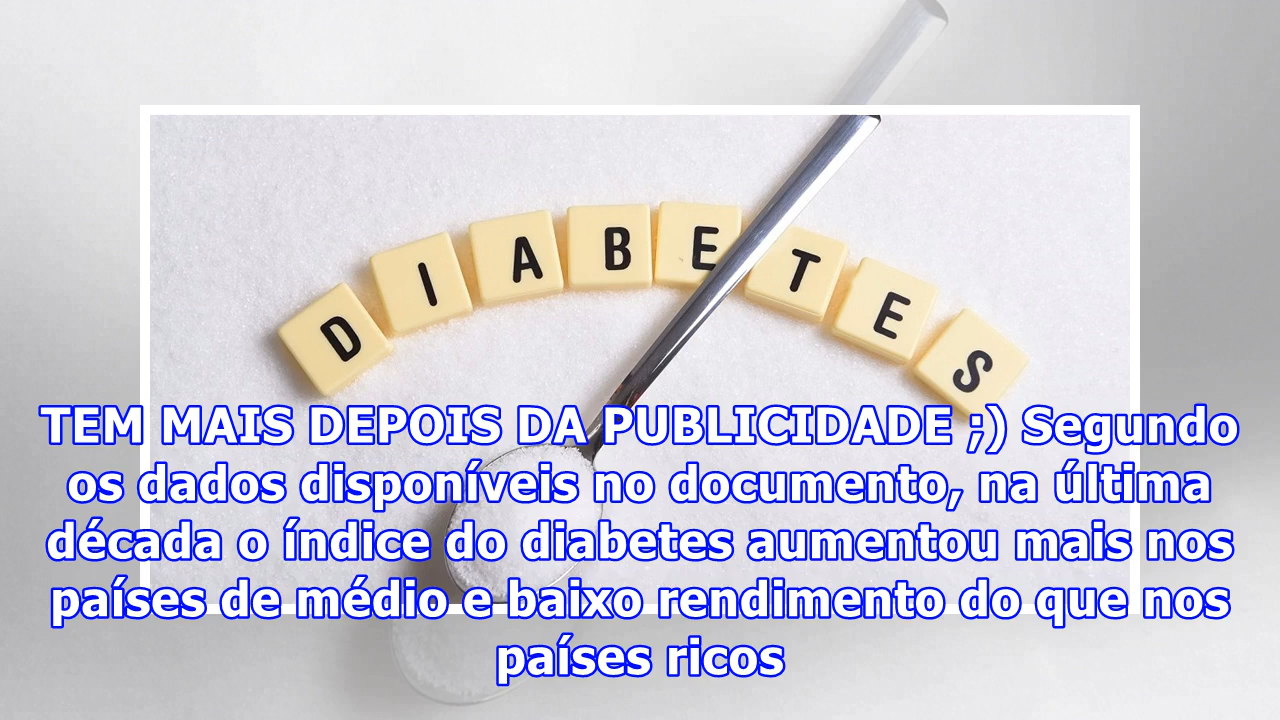 DIABETES
TEM MAIS DEPOIS DA PUBLICIDADE ;) Segundo
os dados disponíveis no documento, na última
década o índice do diabetes aumentou mais nos
países de médio e baixo rendimento do que nos
países ricos